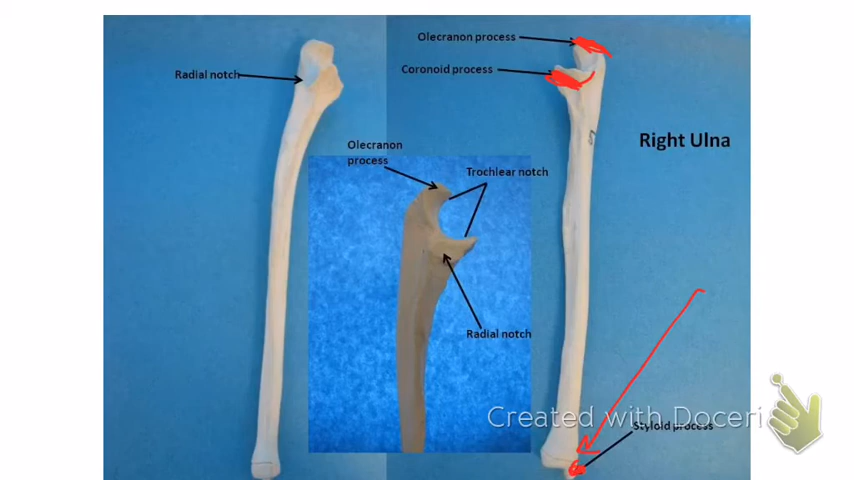 Olecranon process
Coronoid process
Radial notch
Right Ulna
Olecranon
process
Trochlear notch
Radial notch
Created with Doceri
Styloid process